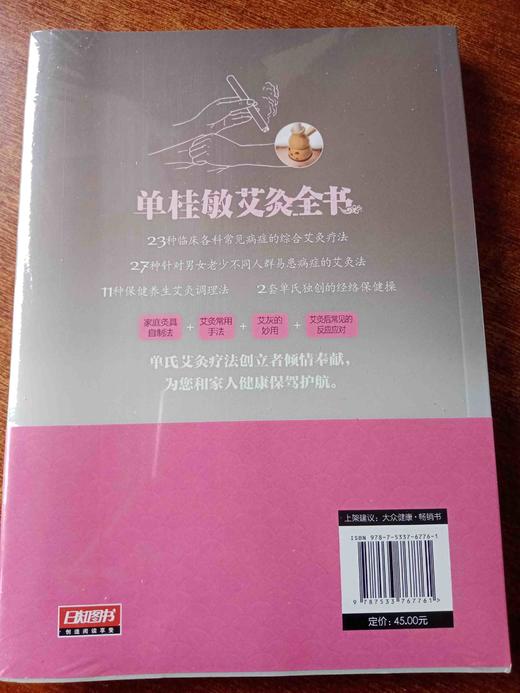 单桂敏艾灸全书
23种临床各科常见病症的综合艾灸疗法
27种针对男女老少不同人群易患病症的艾灸法
11种保健养生艾灸调理法 2套单氏独创的经络保健操
家庭灸具
自制法
+
艾灸常用
手法
+
艾灰的
妙用
+
艾灸后常见的
反应应对
单氏艾灸疗法创立者倾情奉献，
为您和家人健康保驾护航。
上架建议：大众健康·畅销书
ISBN 978-7-5337-6776-1
9 787533 767761 >
定价：45.00元
日知图书
创造阅读享受